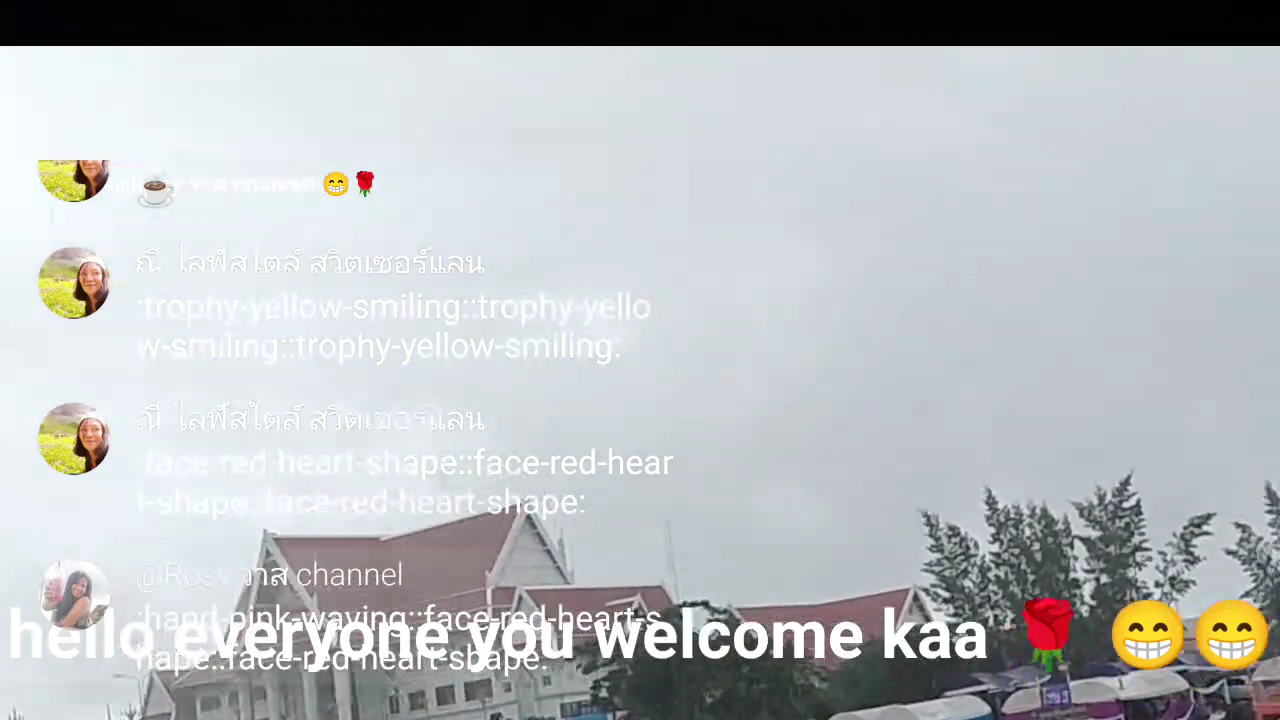 😁🌹
☕
ณี ไลฟ์สไตล์ สวิตเซอร์แลน
:trophy-yellow-smiling::trophy-yello
w-smiling::trophy-yellow-smiling:
ณี ไลฟ์สไตล์ สวิตเซอร์แลน
:face-red-heart-shape::face-red-hear
t-shape::face-red-heart-shape:
channel
:hand-pink-waving::face-red-heart-s
hape::face-red-heart-shape:
hello everyone you welcome kaa 🌹 😁😁